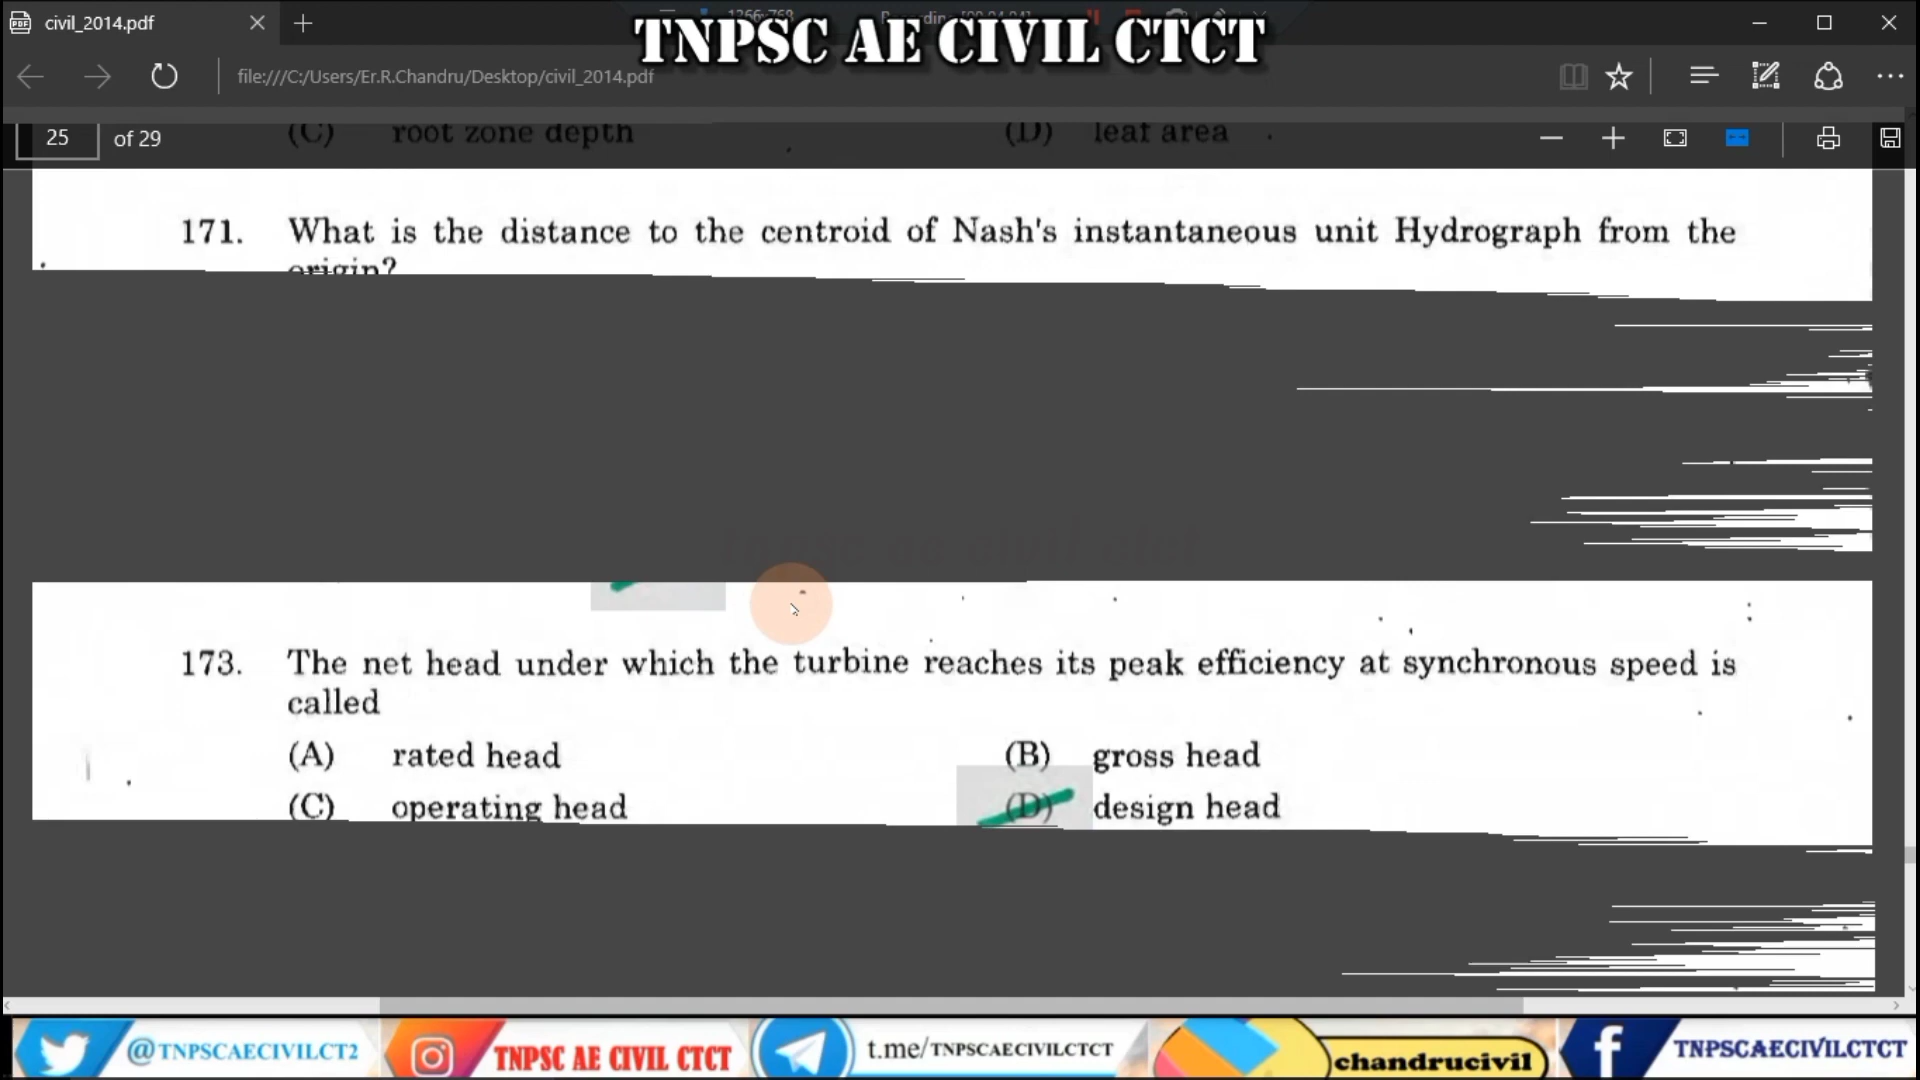 civil_2014.pdf
TNPSC AE CIVIL CTCT
file:///C:/Users/Er.R.Chandru/Desktop/civil_2014.pdf
25 of 29
(C) root zone depth (D) leaf area
171. What is the distance to the centroid of Nash's instantaneous unit Hydrograph from the
origin?
173. The net head under which the turbine reaches its peak efficiency at synchronous speed is
called
(A) rated head (B) gross head
(C) operating head (D) design head
@TNPSCAECIVILCT2 TNPSC AE CIVIL CTCT t.me/TNPSCAECIVILCTCT chandrucivil TNPSCAECIVILCTCT